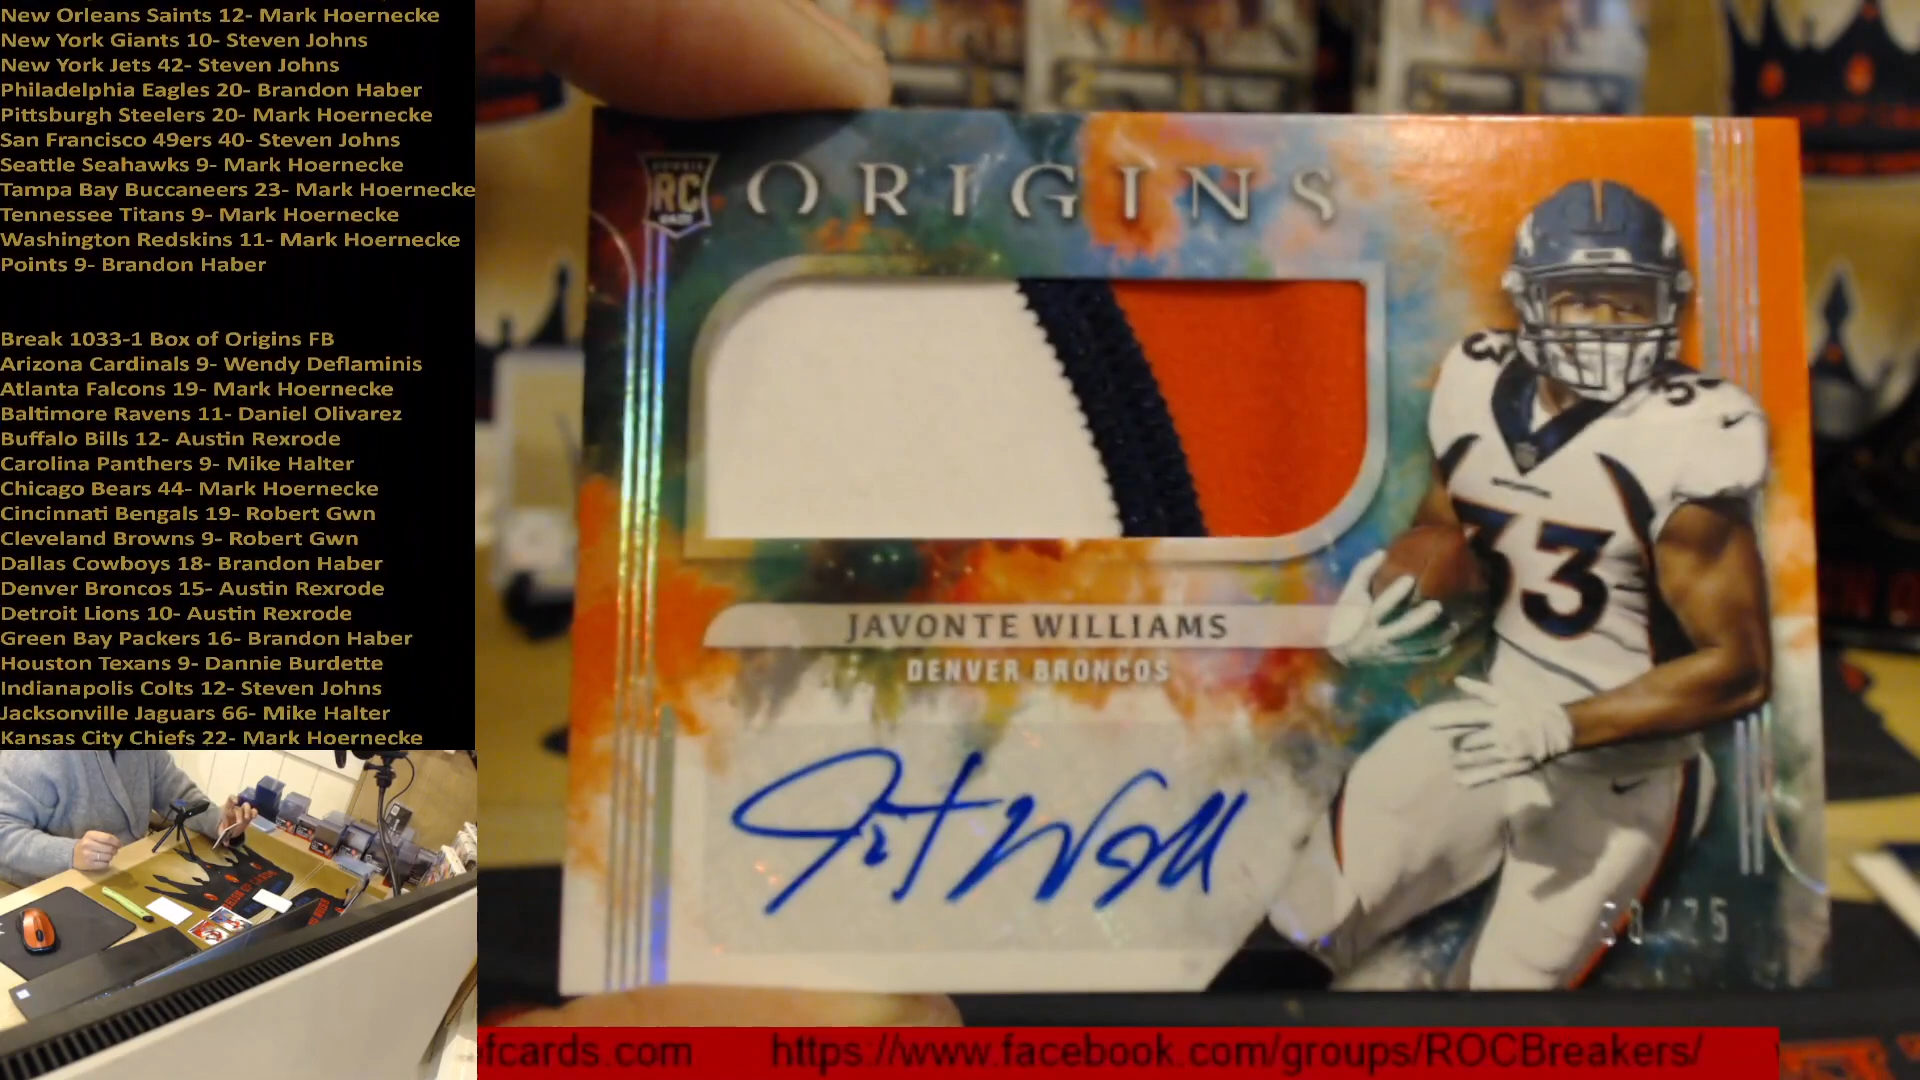 New Orleans Saints 12- Mark Hoernecke
New York Giants 10- Steven Johns
New York Jets 42- Steven Johns
Philadelphia Eagles 20- Brandon Haber
Pittsburgh Steelers 20- Mark Hoernecke
San Francisco 49ers 40- Steven Johns
Seattle Seahawks 9- Mark Hoernecke
Tampa Bay Buccaneers 23- Mark Hoernecke
Tennessee Titans 9- Mark Hoernecke
Washington Redskins 11- Mark Hoernecke
Points 9- Brandon Haber
Break 1033-1 Box of Origins FB
Arizona Cardinals 9- Wendy Deflaminis
Atlanta Falcons 19- Mark Hoernecke
Baltimore Ravens 11- Daniel Olivarez
Buffalo Bills 12- Austin Rexrode
Carolina Panthers 9- Mike Halter
Chicago Bears 44- Mark Hoernecke
Cincinnati Bengals 19- Robert Gwn
Cleveland Browns 9- Robert Gwn
Dallas Cowboys 18- Brandon Haber
Denver Broncos 15- Austin Rexrode
Detroit Lions 10- Austin Rexrode
Green Bay Packers 16- Brandon Haber
Houston Texans 9- Dannie Burdette
Indianapolis Colts 12- Steven Johns
Jacksonville Jaguars 66- Mike Halter
Kansas City Chiefs 22- Mark Hoernecke
RC
ORIGINS
33
33
JAVONTE WILLIAMS
DENVER BRONCOS
fcards.com https://www.facebook.com/groups/ROCBreakers/